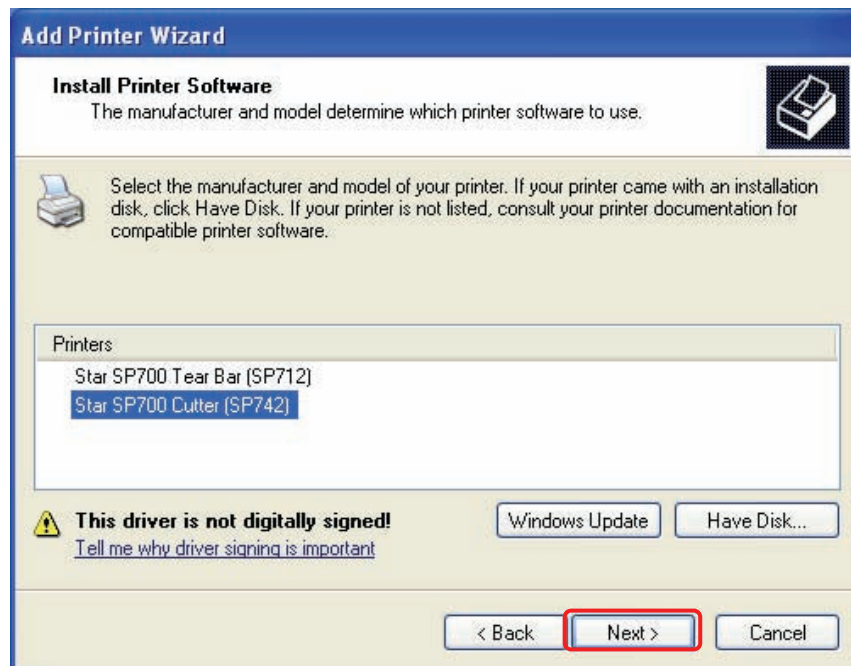 Add Printer Wizard
Install Printer Software
The manufacturer and model determine which printer software to use.
Select the manufacturer and model of your printer. If your printer came with an installation
disk, click Have Disk. If your printer is not listed, consult your printer documentation for
compatible printer software.
Printers
Star SP700 Tear Bar (SP712)
Star SP700 Cutter (SP742)
This driver is not digitally signed!
Tell me why driver signing is important
Windows Update
Have Disk...
< Back
Next >
Cancel